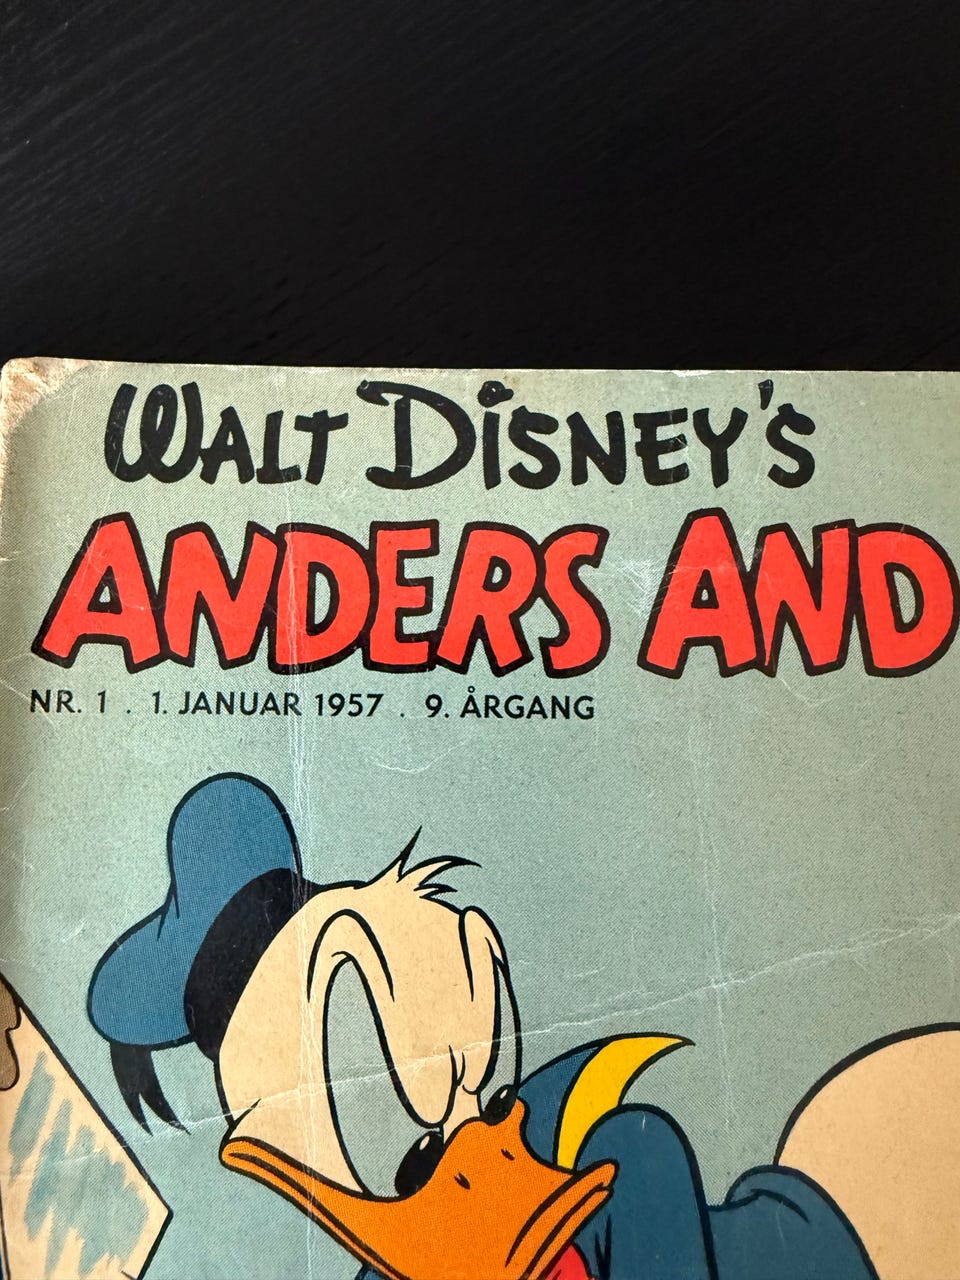 WALT DISNEY'S
ANDERS AND
NR. 1 . 1. JANUAR 1957 . 9. ÅRGANG